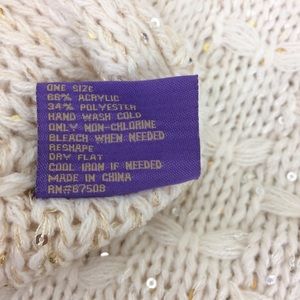 ONE SIZE
66% ACRYLIC
34% POLYESTER
HAND WASH COLD
ONLY NON-CHLORINE
BLEACH WHEN NEEDED
RESHAPE
DRY FLAT
COOL IRON IF NEEDED
MADE IN CHINA
RN#87508